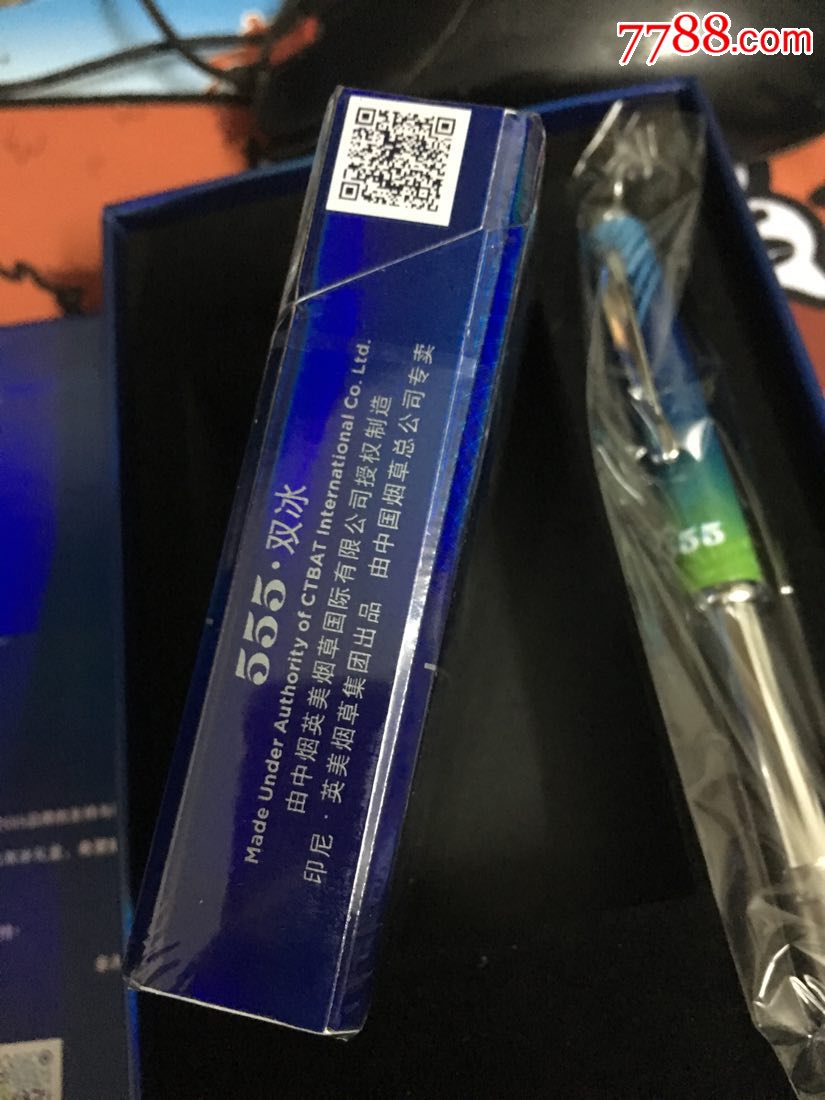 7788.com
555·双冰
Made Under Authority of CTBAT International Co. Ltd.
由中烟英美烟草国际有限公司授权制造
印尼·英美烟草集团出品 由中国烟草总公司专卖
55